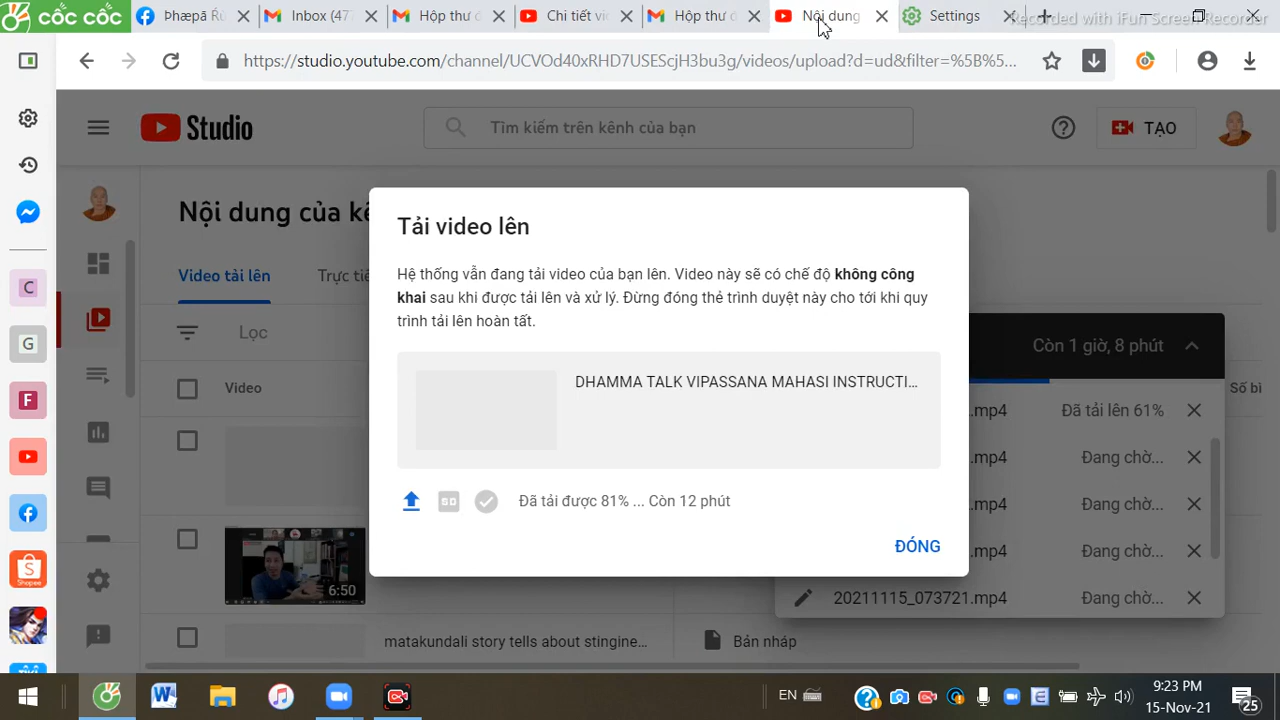 cốc cốc
Þhæpã Rů
Inbox (47
Hộp thư đ
Chi tiết vi
Hộp thư
Nội dung
Settings
Recorded with iFun Screen Recorder
https://studio.youtube.com/channel/UCVOd40xRHD7USEScjH3bu3g/videos/upload?d=ud&filter=%5B%5...
Studio
Tìm kiếm trên kênh của bạn
TẠO
Nội dung của kê
Video tải lên
Trực tiế
Lọc
Video
Số bì
Tải video lên
Hệ thống vẫn đang tải video của bạn lên. Video này sẽ có chế độ không công
khai sau khi được tải lên và xử lý. Đừng đóng thẻ trình duyệt này cho tới khi quy
trình tải lên hoàn tất.
DHAMMA TALK VIPASSANA MAHASI INSTRUCTI...
SD
Đã tải được 81% ... Còn 12 phút
ĐÓNG
Còn 1 giờ, 8 phút
.mp4 Đã tải lên 61%
.mp4 Đang chờ...
.mp4 Đang chờ...
.mp4 Đang chờ...
20211115_073721.mp4 Đang chờ...
6:50
matakundali story tells about stingine...
Bản nháp
C
G
F
Shopee
EN
9:23 PM
15-Nov-21
25